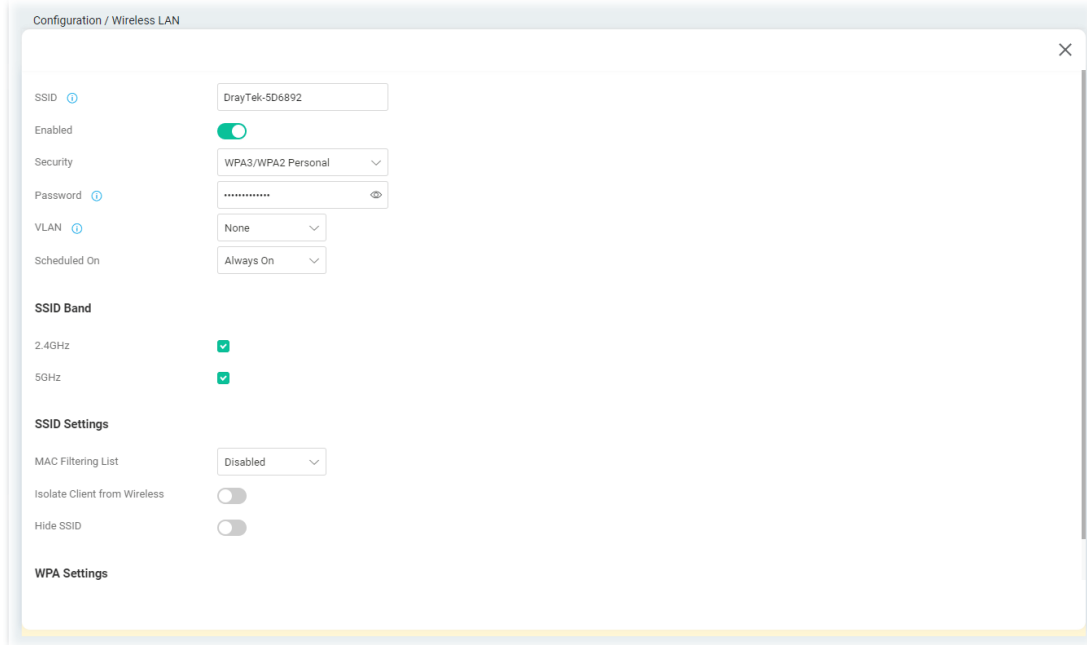 Configuration / Wireless LAN
SSID
DrayTek-5D6892
Enabled
Security
WPA3/WPA2 Personal
Password
•••••••••••••
VLAN
None
Scheduled On
Always On
SSID Band
2.4GHz
5GHz
SSID Settings
MAC Filtering List
Disabled
Isolate Client from Wireless
Hide SSID
WPA Settings